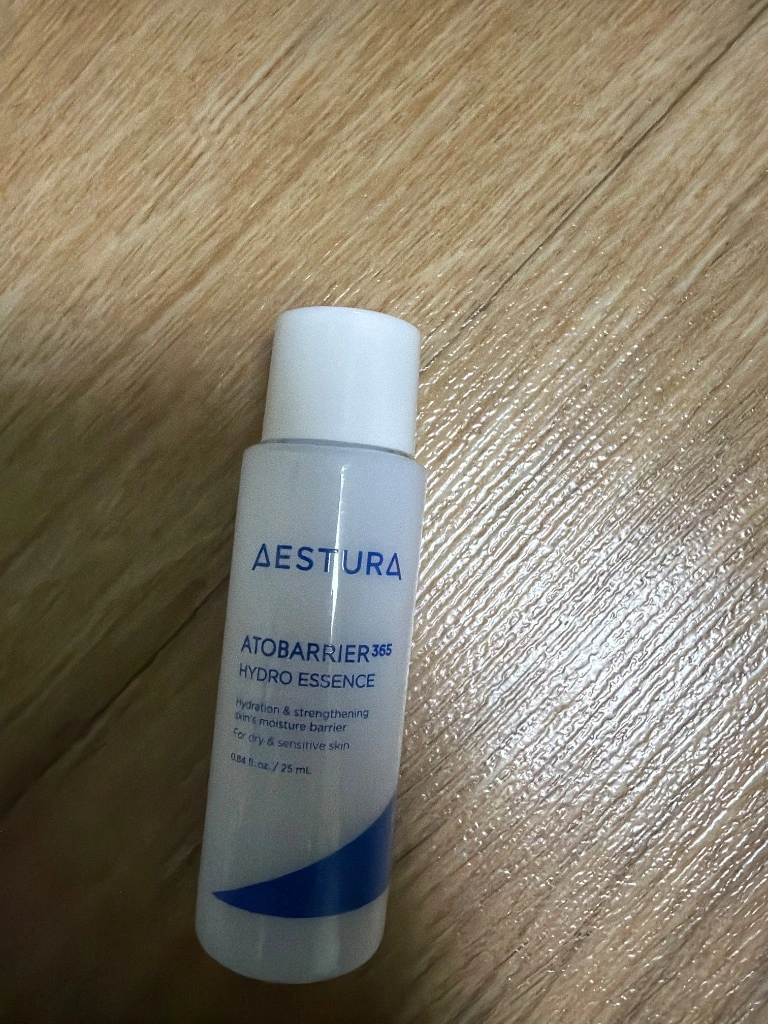 AESTURA
ATOBARRIER³⁶⁵
HYDRO ESSENCE
Hydration & strengthening
skin's moisture barrier
For dry & sensitive skin
0.84 fl. oz. / 25 mL